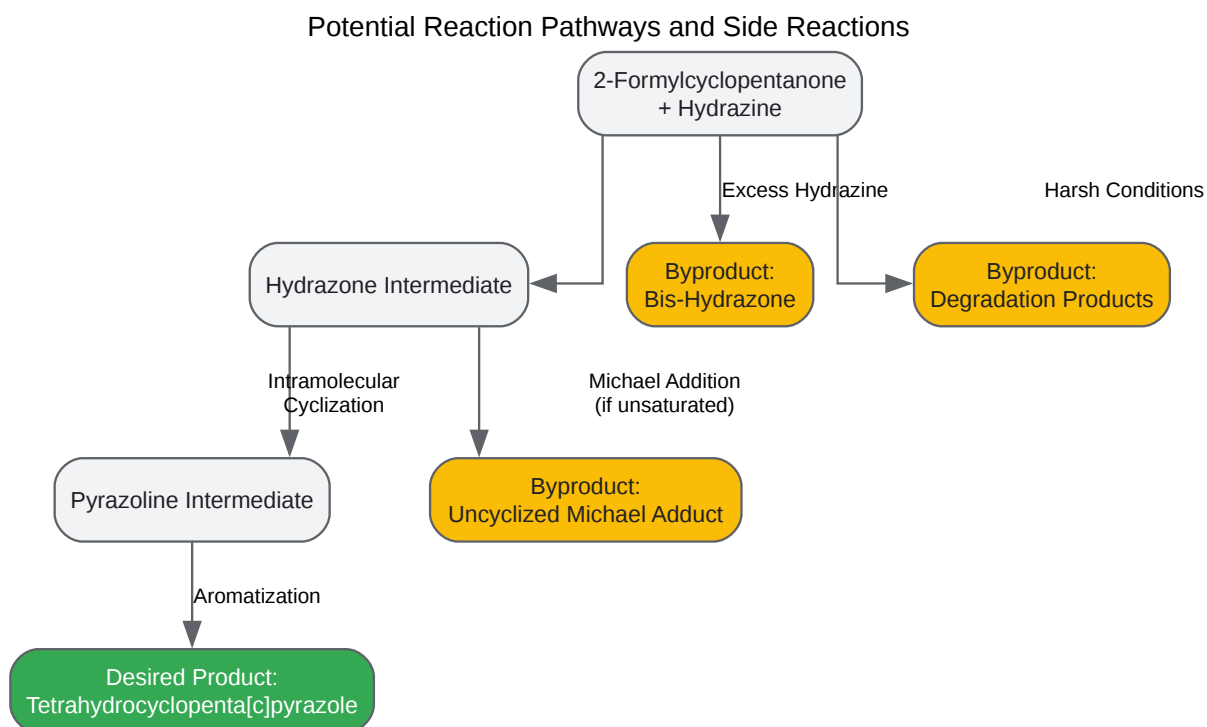 Potential Reaction Pathways and Side Reactions
2-Formylcyclopentanone
+ Hydrazine
Excess Hydrazine
Harsh Conditions
Hydrazone Intermediate
Byproduct:
Bis-Hydrazone
Byproduct:
Degradation Products
Intramolecular
Cyclization
Michael Addition
(if unsaturated)
Pyrazoline Intermediate
Byproduct:
Uncyclized Michael Adduct
Aromatization
Desired Product:
Tetrahydrocyclopenta[c]pyrazole